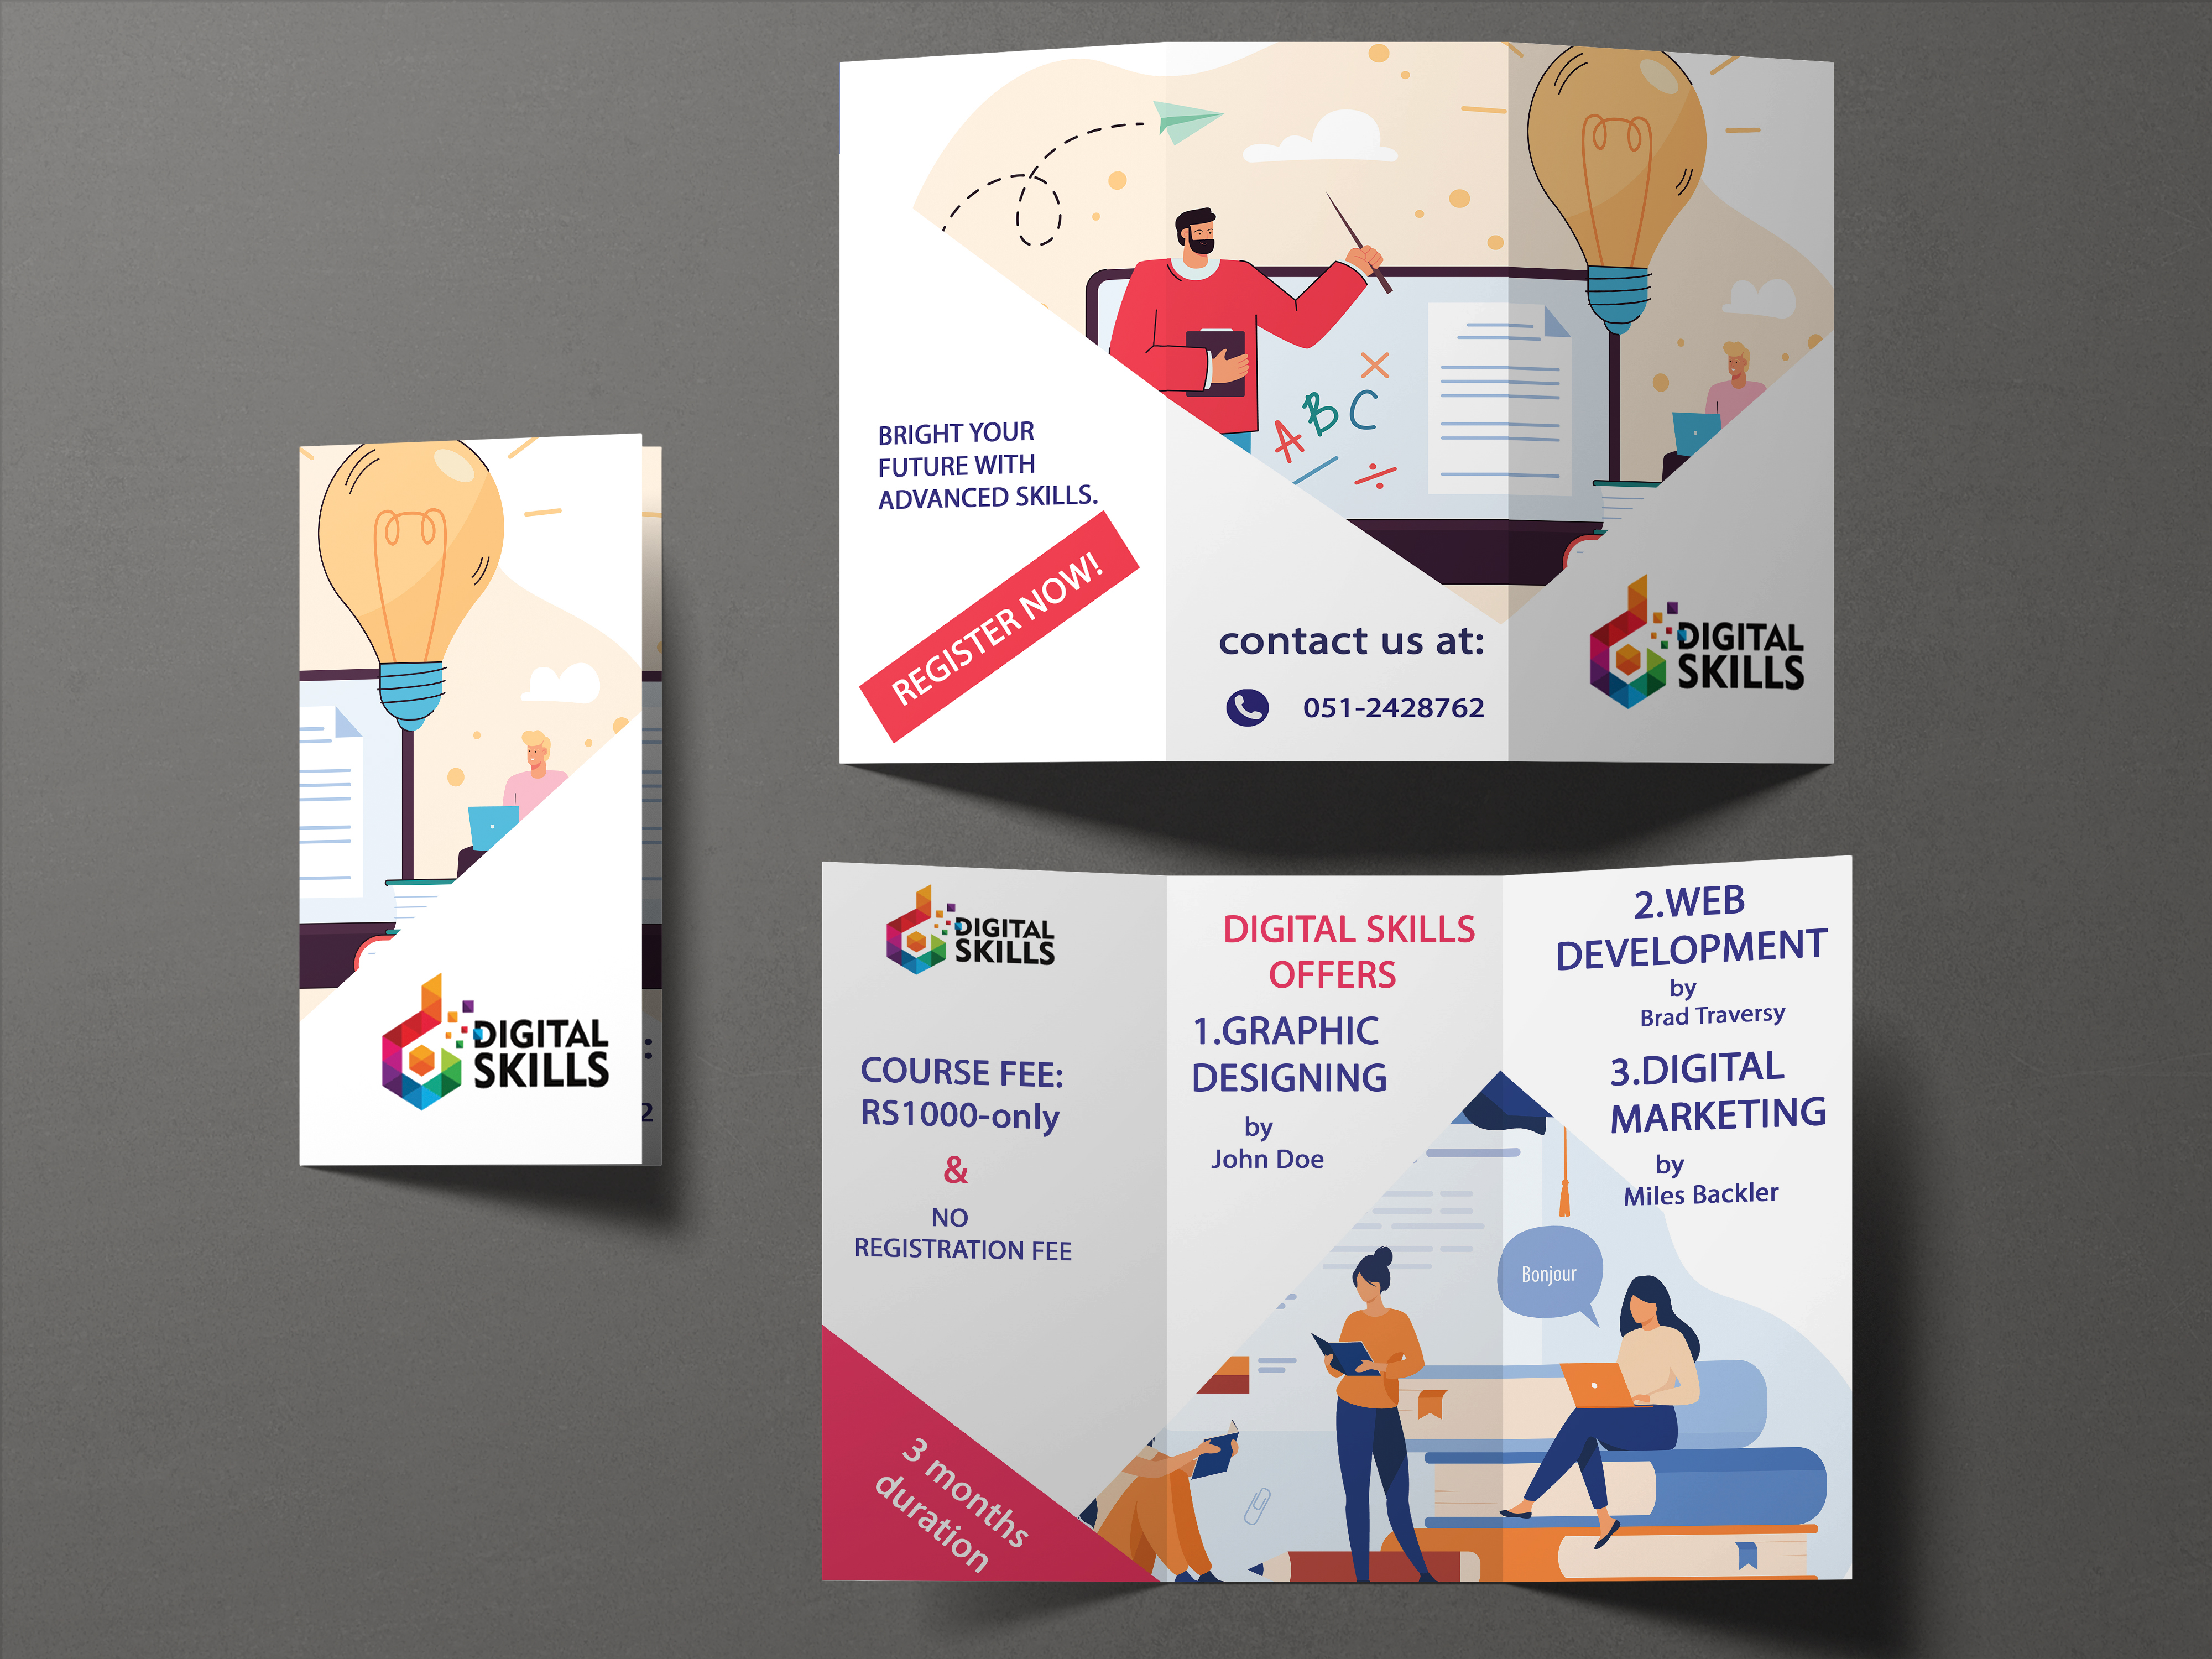 DIGITAL
SKILLS
:
2
BRIGHT YOUR
FUTURE WITH
ADVANCED SKILLS.
REGISTER NOW!
A B C
contact us at:
051-2428762
DIGITAL
SKILLS
DIGITAL
SKILLS
COURSE FEE:
RS1000-only
&
NO
REGISTRATION FEE
3 months
duration
DIGITAL SKILLS
OFFERS
1.GRAPHIC
DESIGNING
by
John Doe
2.WEB
DEVELOPMENT
by
Brad Traversy
3.DIGITAL
MARKETING
by
Miles Backler
Bonjour